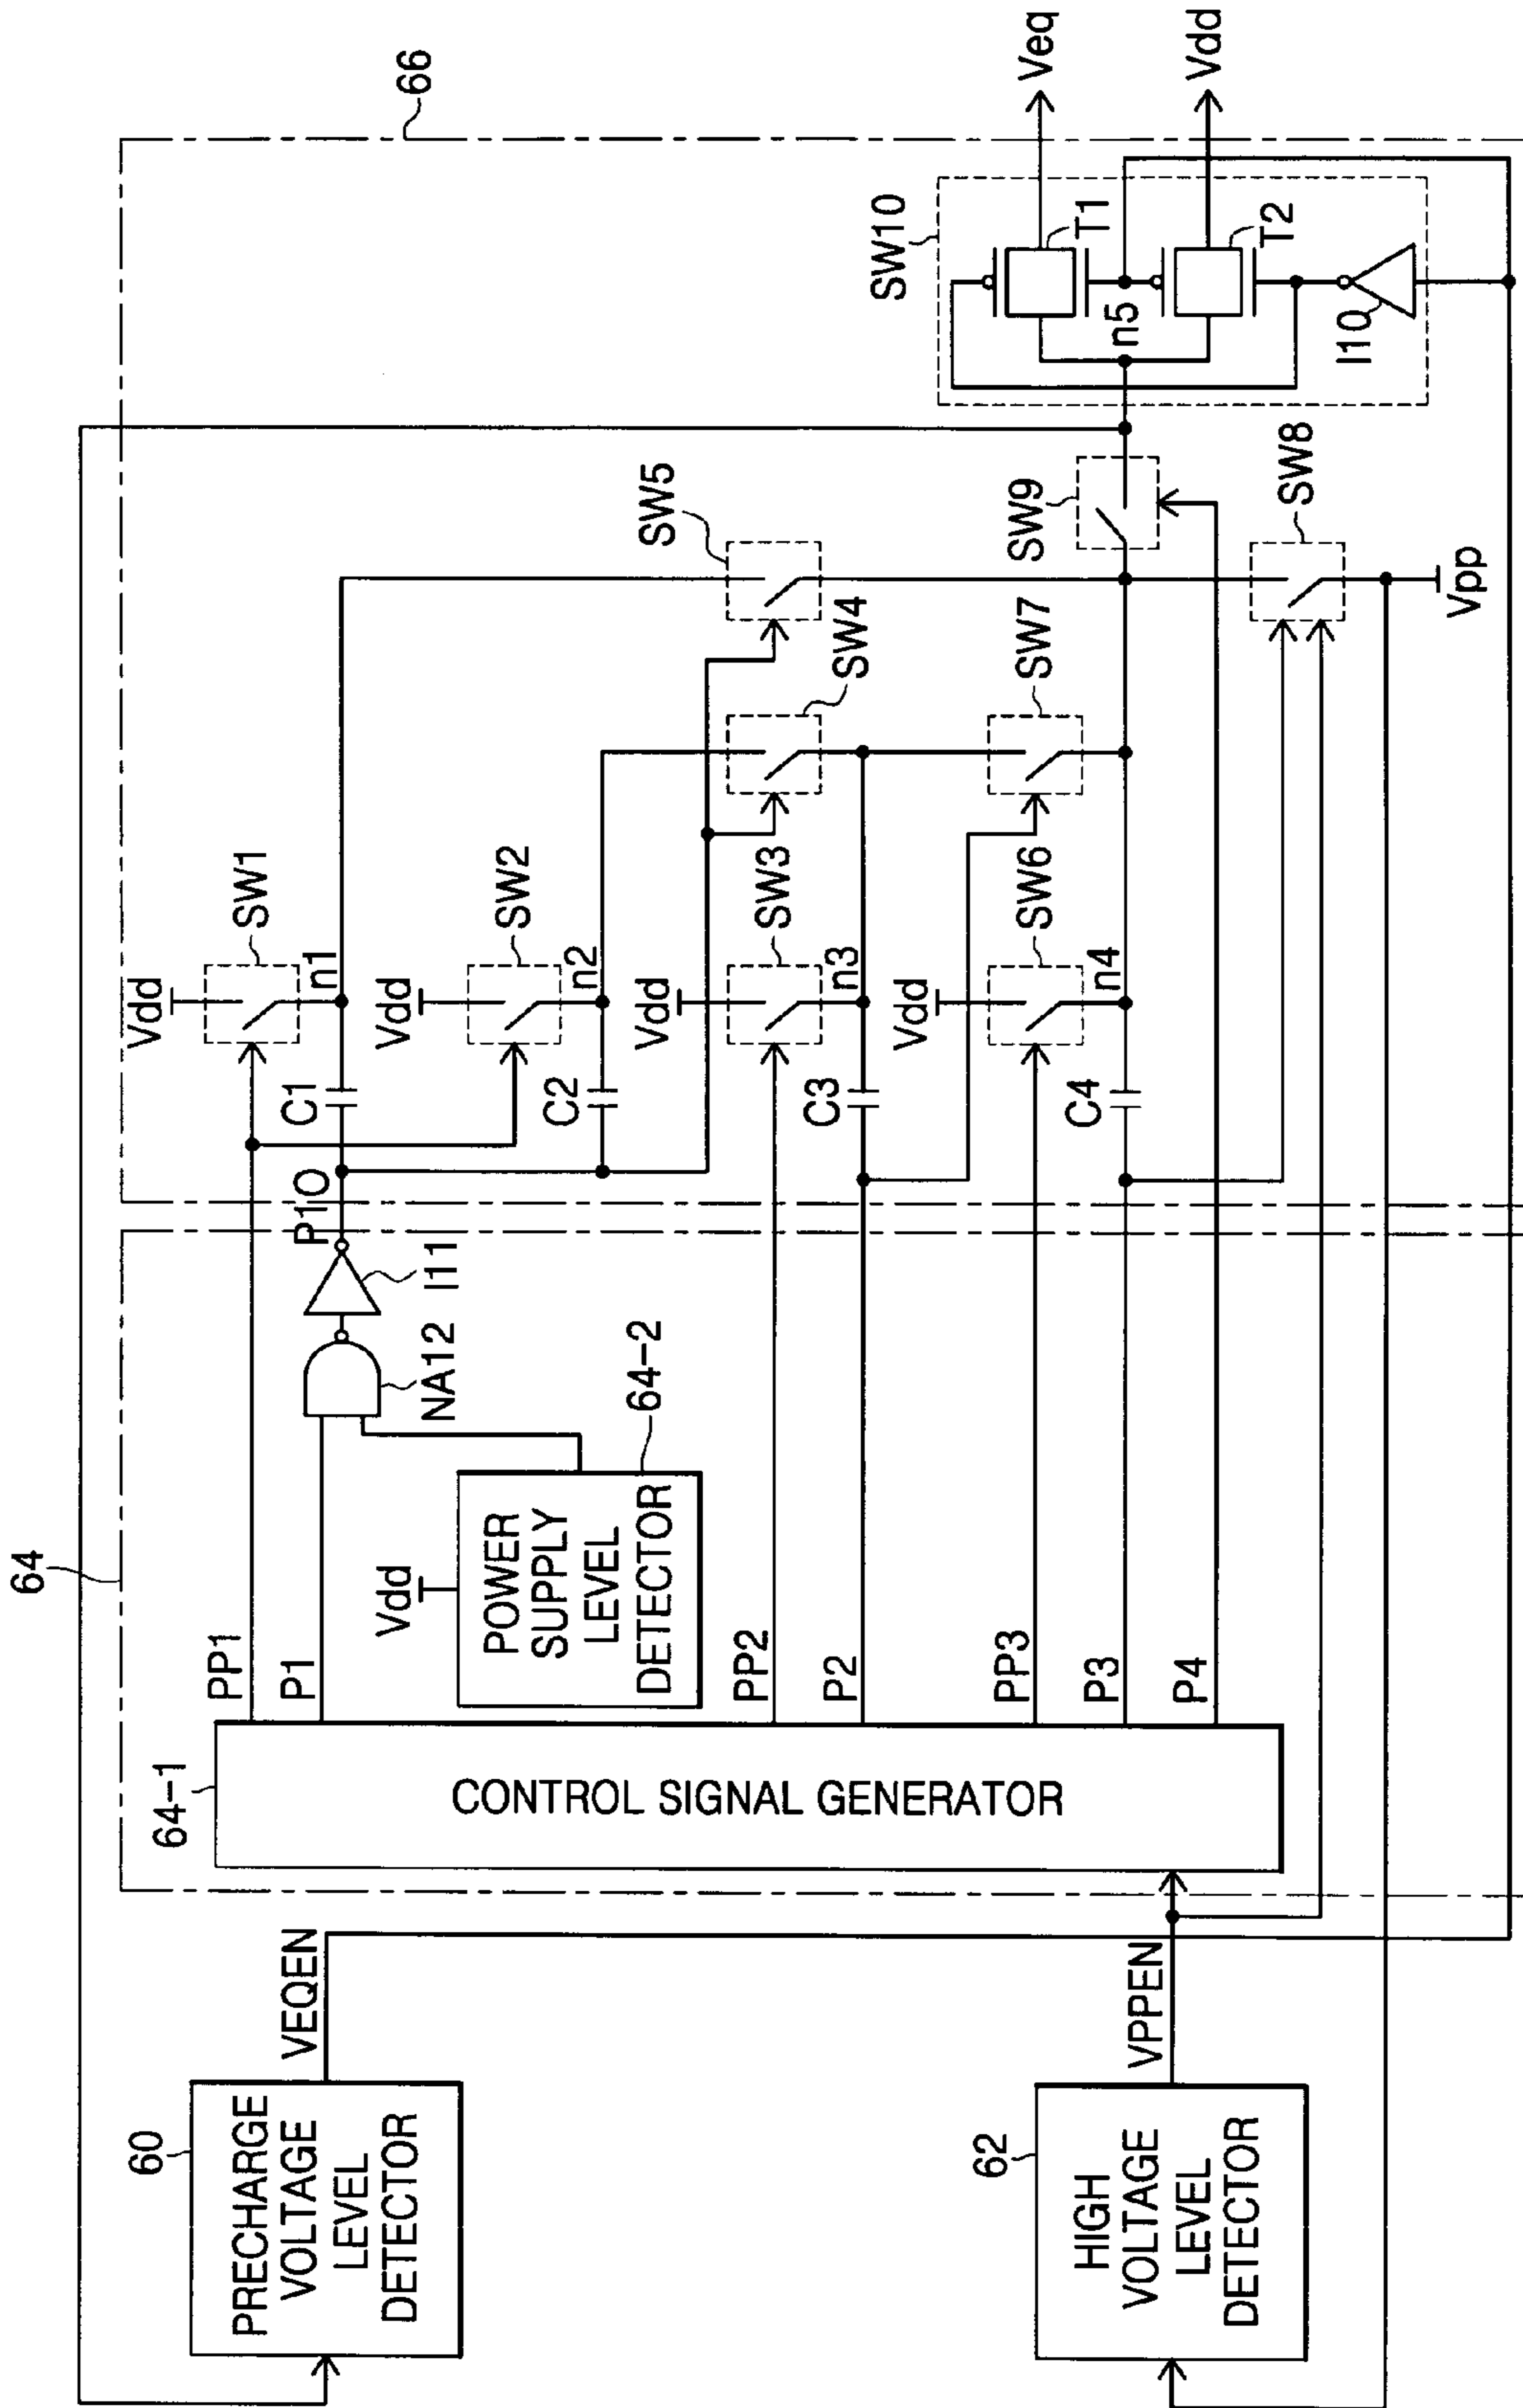 60
PRECHARGE
VOLTAGE
LEVEL
DETECTOR
VEQEN
62
HIGH
VOLTAGE
LEVEL
DETECTOR
VPPEN
64
64-1
CONTROL SIGNAL GENERATOR
PP1
P1
Vdd
POWER
SUPPLY
LEVEL
DETECTOR
64-2
NA12
I11
PP2
P2
PP3
P3
P4
66
P1O
C1
Vdd
SW1
n1
C2
Vdd
SW2
n2
C3
Vdd
SW3
n3
C4
Vdd
SW6
n4
SW4
SW5
SW7
SW9
SW8
Vpp
SW10
n5
T1
T2
I10
Veq
Vdd